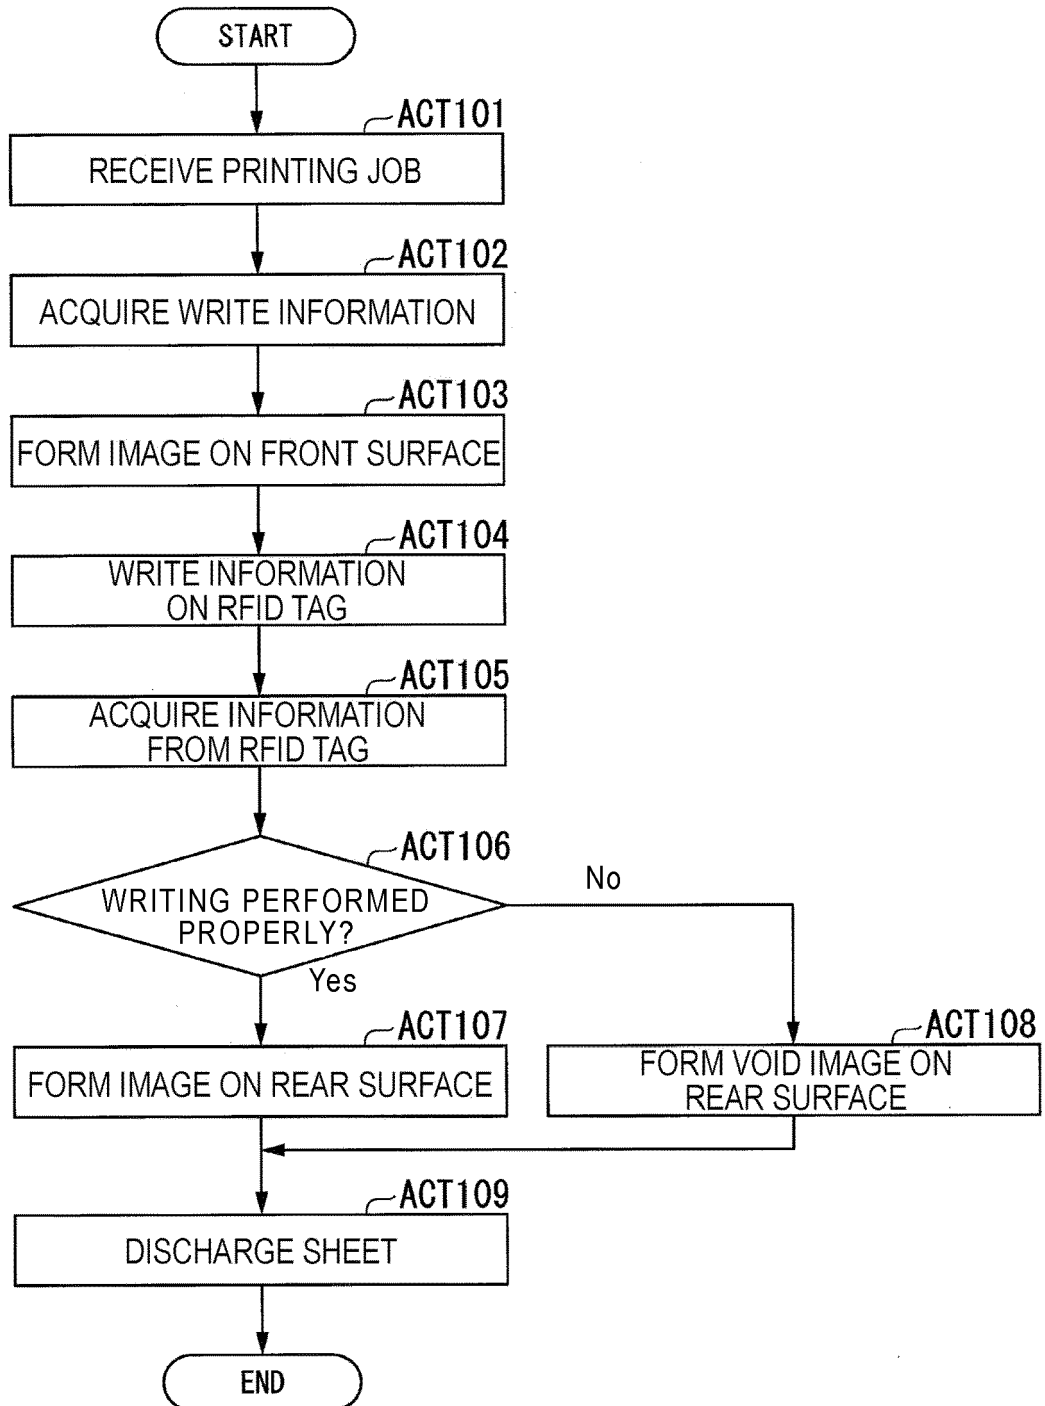 START
ACT101
RECEIVE PRINTING JOB
ACT102
ACQUIRE WRITE INFORMATION
ACT103
FORM IMAGE ON FRONT SURFACE
ACT104
WRITE INFORMATION
ON RFID TAG
ACT105
ACQUIRE INFORMATION
FROM RFID TAG
ACT106
WRITING PERFORMED
PROPERLY?
No
Yes
ACT107
FORM IMAGE ON REAR SURFACE
ACT108
FORM VOID IMAGE ON
REAR SURFACE
ACT109
DISCHARGE SHEET
END